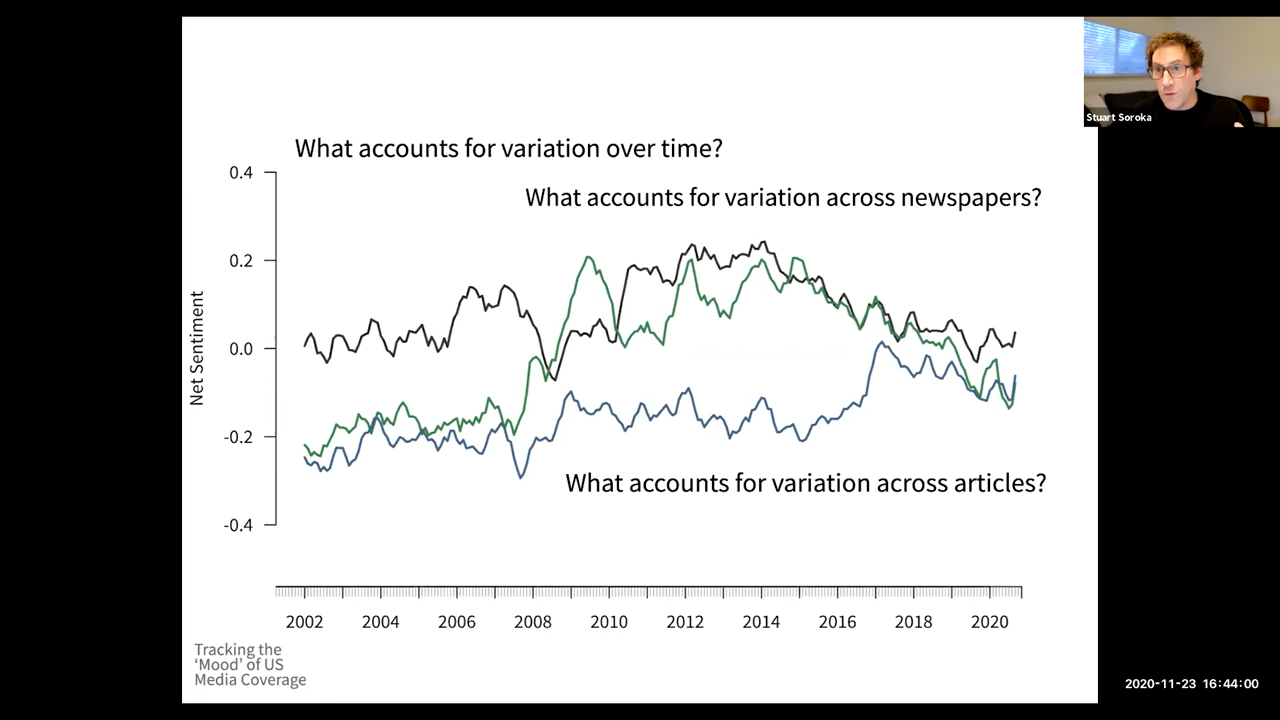 Stuart Soroka
What accounts for variation over time?
What accounts for variation across newspapers?
0.4
0.2
0.0
-0.2
-0.4
Net Sentiment
What accounts for variation across articles?
2002 2004 2006 2008 2010 2012 2014 2016 2018 2020
Tracking the
‘Mood’ of US
Media Coverage
2020-11-23 16:44:00